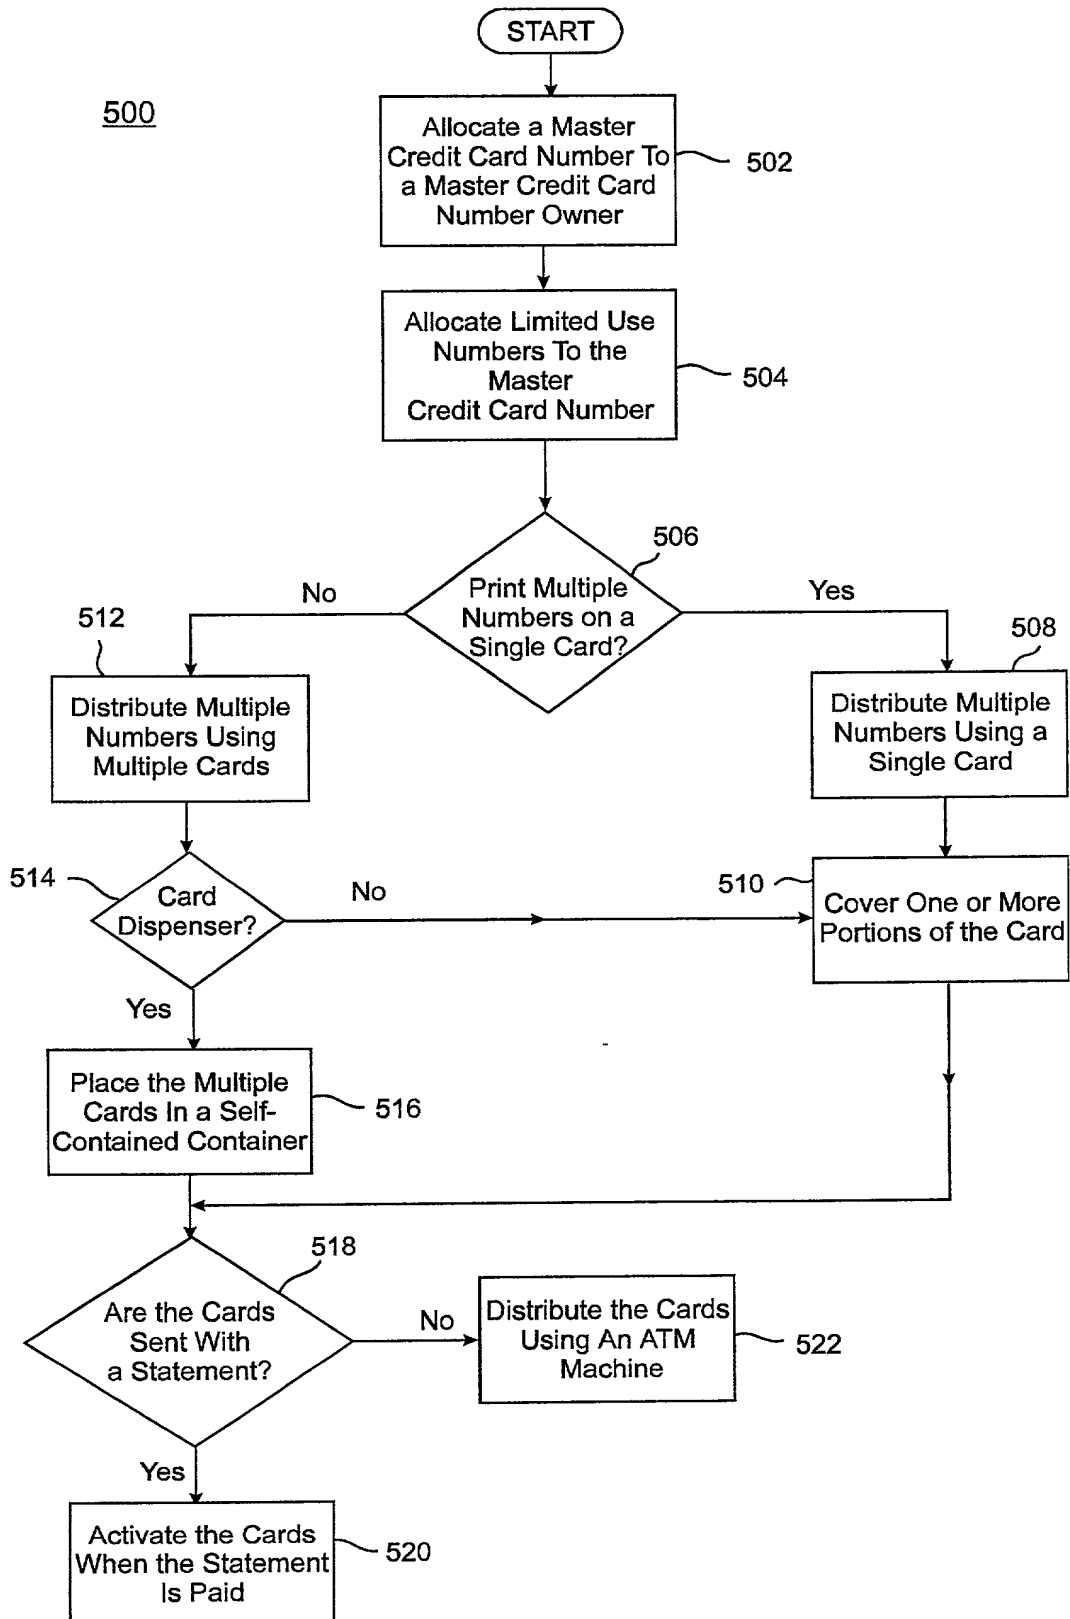 START
500
Allocate a Master
Credit Card Number To
a Master Credit Card
Number Owner
502
Allocate Limited Use
Numbers To the
Master
Credit Card Number
504
506
Print Multiple
Numbers on a
Single Card?
No
Yes
512
508
Distribute Multiple
Numbers Using
Multiple Cards
Distribute Multiple
Numbers Using a
Single Card
514
Card
Dispenser?
No
510
Cover One or More
Portions of the Card
Yes
Place the Multiple
Cards In a Self-
Contained Container
516
518
Are the Cards
Sent With
a Statement?
No
Distribute the Cards
Using An ATM
Machine
522
Yes
Activate the Cards
When the Statement
Is Paid
520